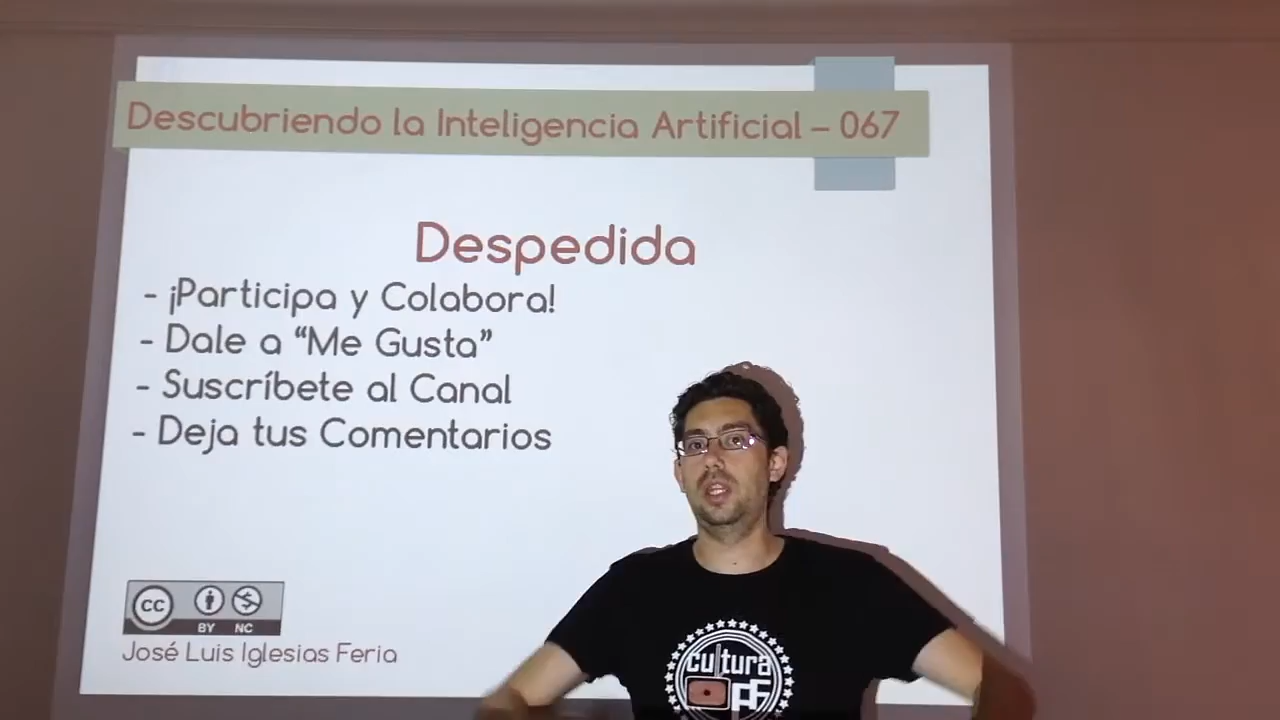 Descubriendo la Inteligencia Artificial – 067
Despedida
- ¡Participa y Colabora!
- Dale a “Me Gusta”
- Suscríbete al Canal
- Deja tus Comentarios
cc
BY NC
José Luis Iglesias Feria
cultura
OFF